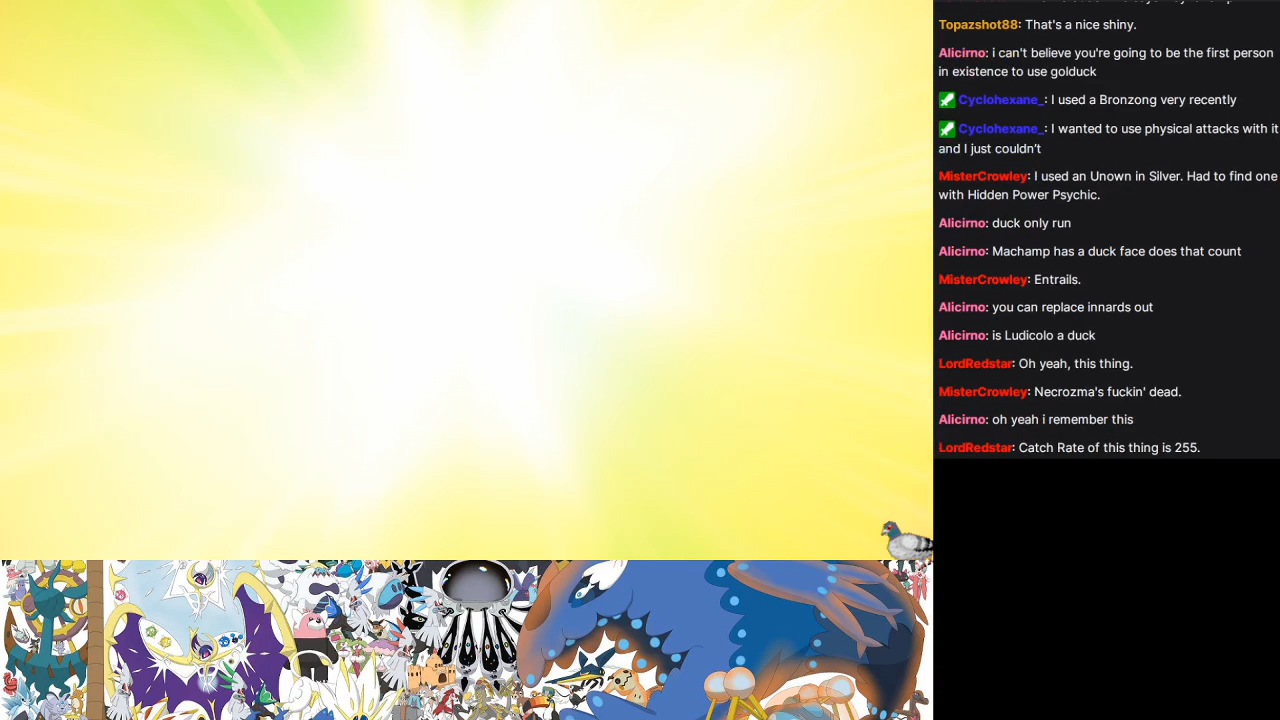 Topazshot88: That's a nice shiny.
Alicirno: i can't believe you're going to be the first person
in existence to use golduck
Cyclohexane_: I used a Bronzong very recently
Cyclohexane_: I wanted to use physical attacks with it
and I just couldn't
MisterCrowley: I used an Unown in Silver. Had to find one
with Hidden Power Psychic.
Alicirno: duck only run
Alicirno: Machamp has a duck face does that count
MisterCrowley: Entrails.
Alicirno: you can replace innards out
Alicirno: is Ludicolo a duck
LordRedstar: Oh yeah, this thing.
MisterCrowley: Necrozma's fuckin' dead.
Alicirno: oh yeah i remember this
LordRedstar: Catch Rate of this thing is 255.